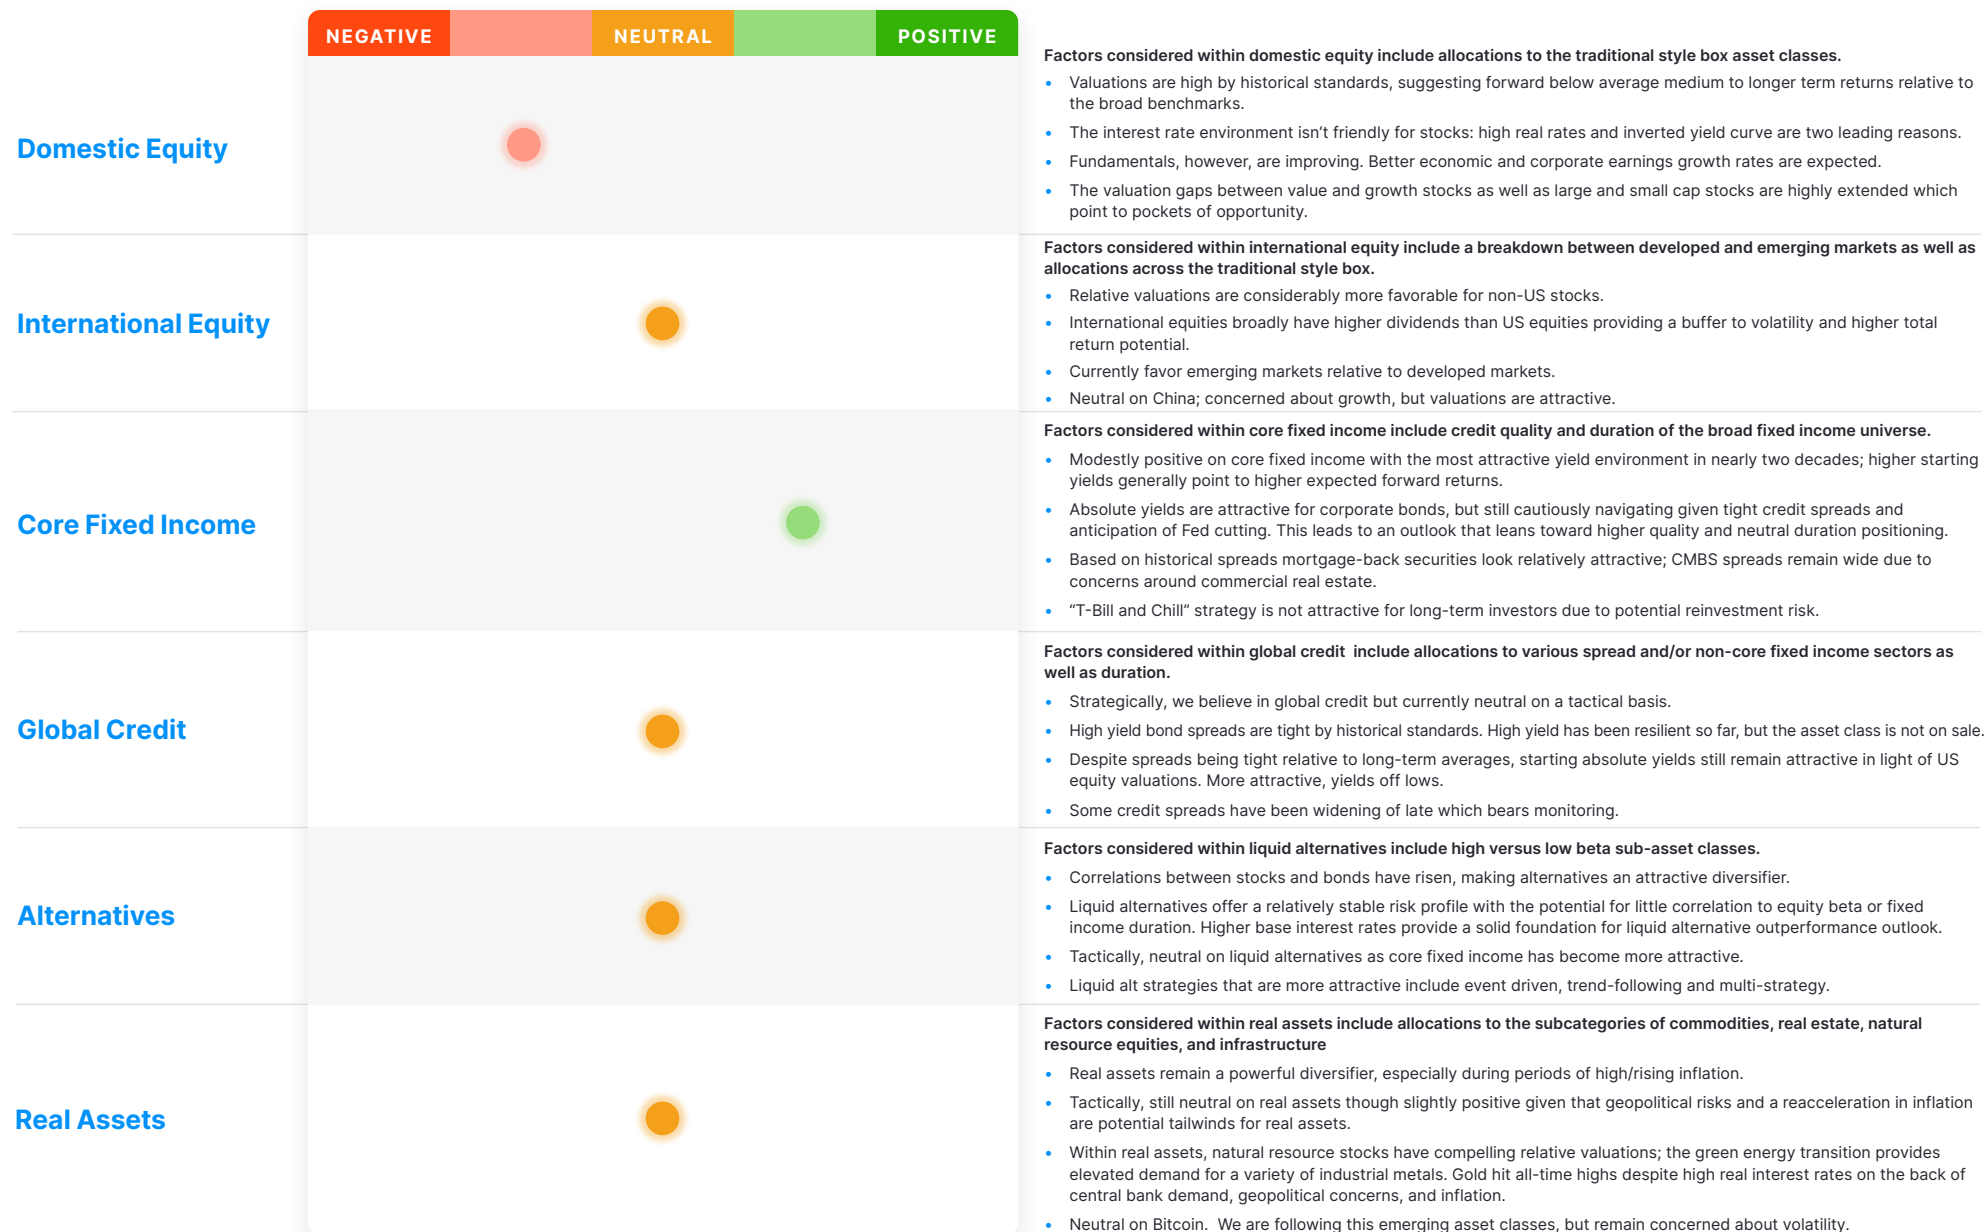 NEGATIVE
NEUTRAL
POSITIVE
Domestic Equity
Factors considered within domestic equity include allocations to the traditional style box asset classes.
• Valuations are high by historical standards, suggesting forward below average medium to longer term returns relative to
the broad benchmarks.
• The interest rate environment isn’t friendly for stocks: high real rates and inverted yield curve are two leading reasons.
• Fundamentals, however, are improving. Better economic and corporate earnings growth rates are expected.
• The valuation gaps between value and growth stocks as well as large and small cap stocks are highly extended which
point to pockets of opportunity.
International Equity
Factors considered within international equity include a breakdown between developed and emerging markets as well as
allocations across the traditional style box.
• Relative valuations are considerably more favorable for non-US stocks.
• International equities broadly have higher dividends than US equities providing a buffer to volatility and higher total
return potential.
• Currently favor emerging markets relative to developed markets.
• Neutral on China; concerned about growth, but valuations are attractive.
Core Fixed Income
Factors considered within core fixed income include credit quality and duration of the broad fixed income universe.
• Modestly positive on core fixed income with the most attractive yield environment in nearly two decades; higher starting
yields generally point to higher expected forward returns.
• Absolute yields are attractive for corporate bonds, but still cautiously navigating given tight credit spreads and
anticipation of Fed cutting. This leads to an outlook that leans toward higher quality and neutral duration positioning.
• Based on historical spreads mortgage-back securities look relatively attractive; CMBS spreads remain wide due to
concerns around commercial real estate.
• “T-Bill and Chill” strategy is not attractive for long-term investors due to potential reinvestment risk.
Global Credit
Factors considered within global credit  include allocations to various spread and/or non-core fixed income sectors as
well as duration.
• Strategically, we believe in global credit but currently neutral on a tactical basis.
• High yield bond spreads are tight by historical standards. High yield has been resilient so far, but the asset class is not on sale.
• Despite spreads being tight relative to long-term averages, starting absolute yields still remain attractive in light of US
equity valuations. More attractive, yields off lows.
• Some credit spreads have been widening of late which bears monitoring.
Alternatives
Factors considered within liquid alternatives include high versus low beta sub-asset classes.
• Correlations between stocks and bonds have risen, making alternatives an attractive diversifier.
• Liquid alternatives offer a relatively stable risk profile with the potential for little correlation to equity beta or fixed
income duration. Higher base interest rates provide a solid foundation for liquid alternative outperformance outlook.
• Tactically, neutral on liquid alternatives as core fixed income has become more attractive.
• Liquid alt strategies that are more attractive include event driven, trend-following and multi-strategy.
Real Assets
Factors considered within real assets include allocations to the subcategories of commodities, real estate, natural
resource equities, and infrastructure
• Real assets remain a powerful diversifier, especially during periods of high/rising inflation.
• Tactically, still neutral on real assets though slightly positive given that geopolitical risks and a reacceleration in inflation
are potential tailwinds for real assets.
• Within real assets, natural resource stocks have compelling relative valuations; the green energy transition provides
elevated demand for a variety of industrial metals. Gold hit all-time highs despite high real interest rates on the back of
central bank demand, geopolitical concerns, and inflation.
• Neutral on Bitcoin.  We are following this emerging asset classes, but remain concerned about volatility.